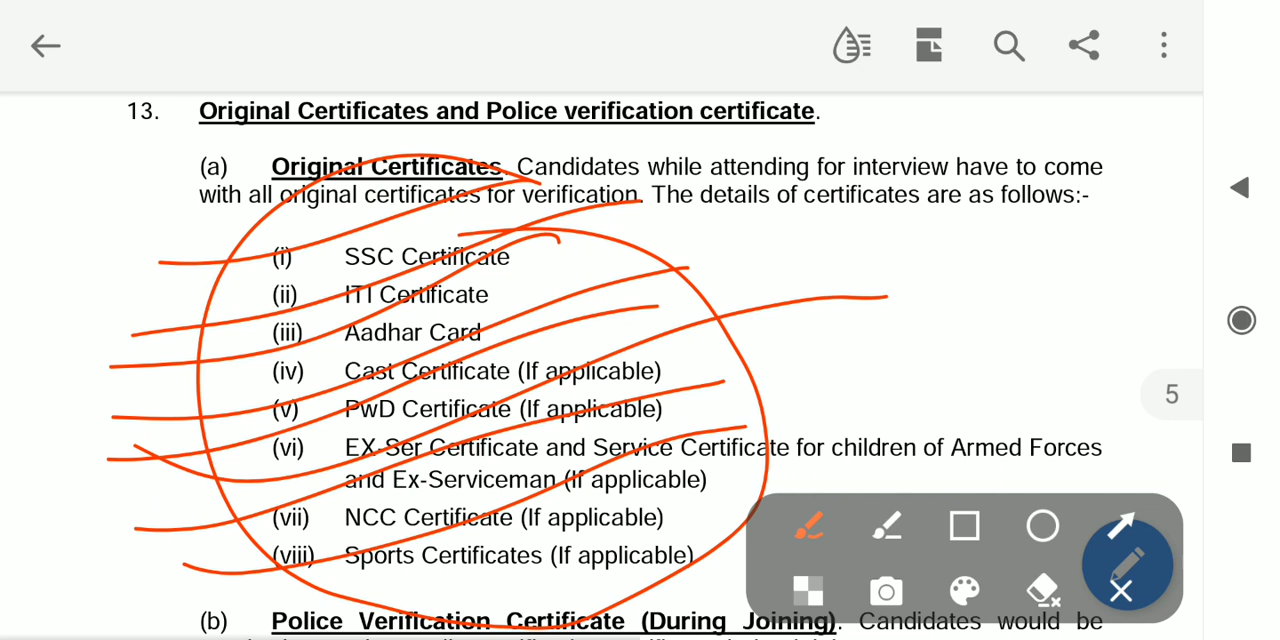 13. Original Certificates and Police verification certificate.
(a) Original Certificates. Candidates while attending for interview have to come
with all original certificates for verification. The details of certificates are as follows:-
(i) SSC Certificate
(ii) ITI Certificate
(iii) Aadhar Card
(iv) Cast Certificate (If applicable)
(v) PwD Certificate (If applicable)
(vi) EX-Ser Certificate and Service Certificate for children of Armed Forces
and Ex-Serviceman (If applicable)
(vii) NCC Certificate (If applicable)
(viii) Sports Certificates (If applicable)
(b) Police Verification Certificate (During Joining). Candidates would be
5